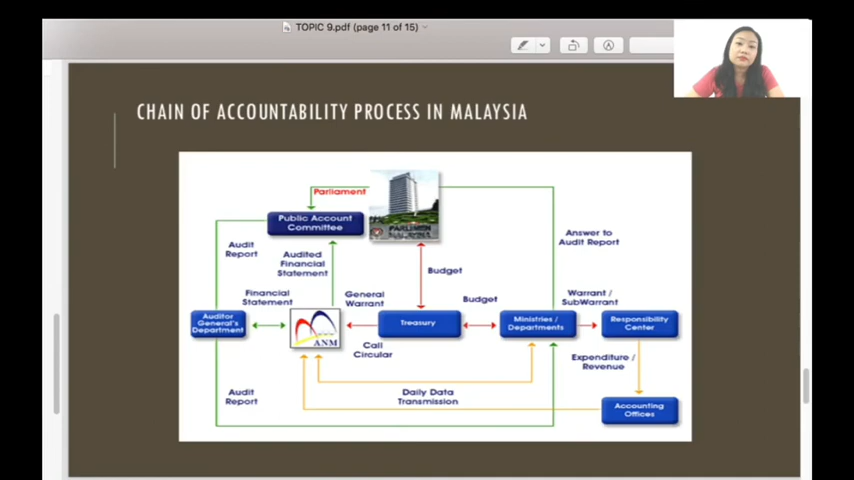 TOPIC 9.pdf (page 11 of 15)
CHAIN OF ACCOUNTABILITY PROCESS IN MALAYSIA
Parliament
Public Account
Committee
PARLIMEN
MALAYSIA
Audit
Report
Audited
Financial
Statement
Answer to
Audit Report
Budget
Financial
Statement
General
Warrant
Budget
Warrant /
SubWarrant
Auditor
General's
Department
ANM
Treasury
Ministries /
Departments
Responsibility
Center
Call
Circular
Expenditure /
Revenue
Audit
Report
Daily Data
Transmission
Accounting
Offices